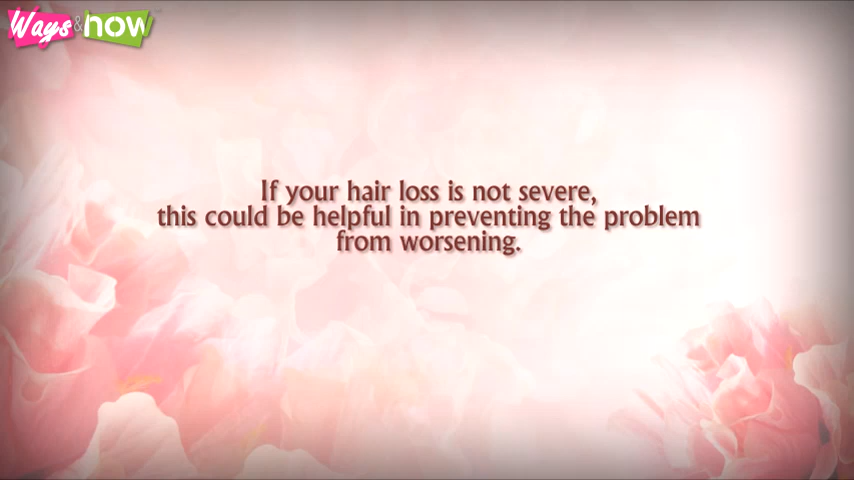 Ways & now
If your hair loss is not severe,
this could be helpful in preventing the problem
from worsening.